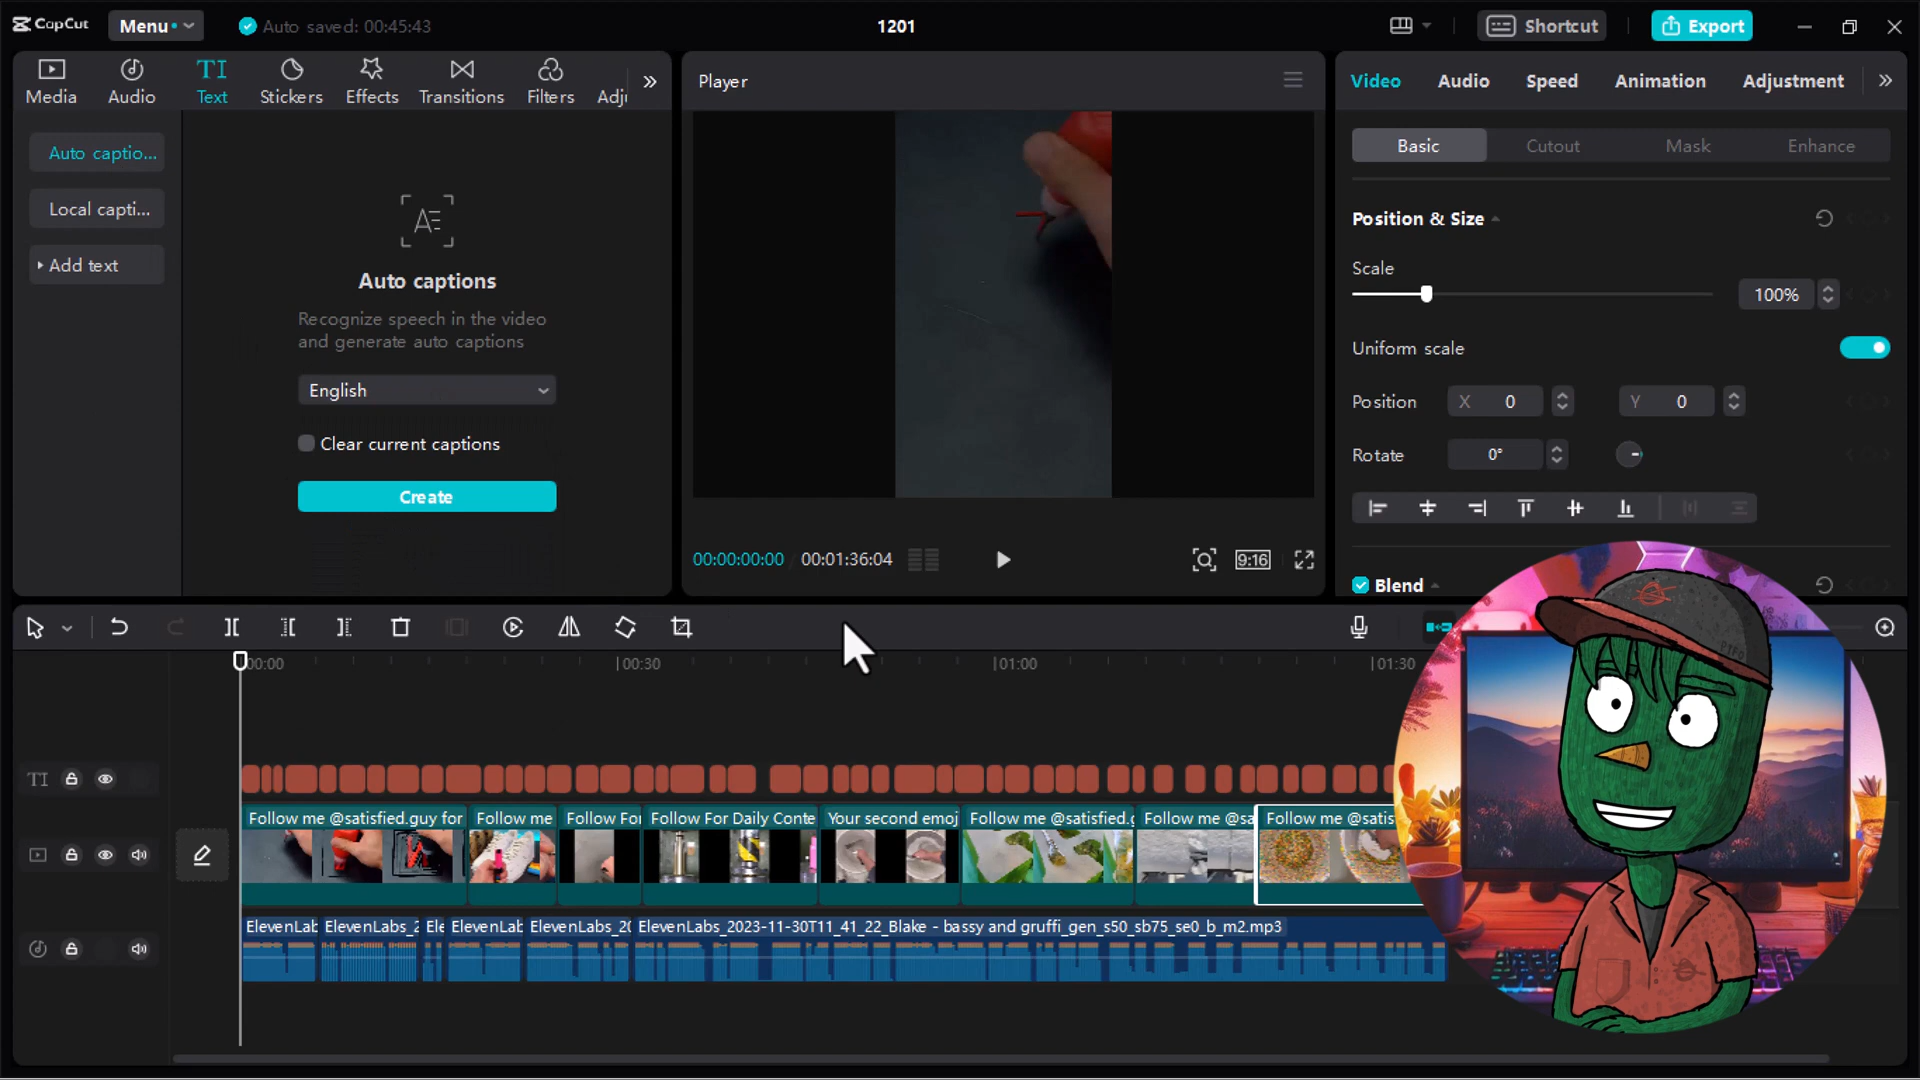 CapCut
Menu
Auto saved: 00:45:43
1201
Shortcut
Export
Media
Audio
TI
Text
Stickers
Effects
Transitions
Filters
Adj
Player
Video
Audio
Speed
Animation
Adjustment
Auto captio...
Local capti...
Add text
A
Auto captions
Recognize speech in the video
and generate auto captions
English
Clear current captions
Create
00:00:00:00 / 00:01:36:04
9:16
Basic
Cutout
Mask
Enhance
Position & Size
Scale
100%
Uniform scale
Position
X 0
Y 0
Rotate
0°
Blend
00:00
00:30
01:00
01:30
TI
Follow me @satisfied.guy for
Follow me
Follow For
Follow For Daily Conte
Your second emoj
Follow me @satisfied.g
Follow me @sa
Follow me @satis
ElevenLab
ElevenLabs_2
Ele
ElevenLab
ElevenLabs_20
ElevenLabs_2023-11-30T11_41_22_Blake - bassy and gruffi_gen_s50_sb75_se0_b_m2.mp3